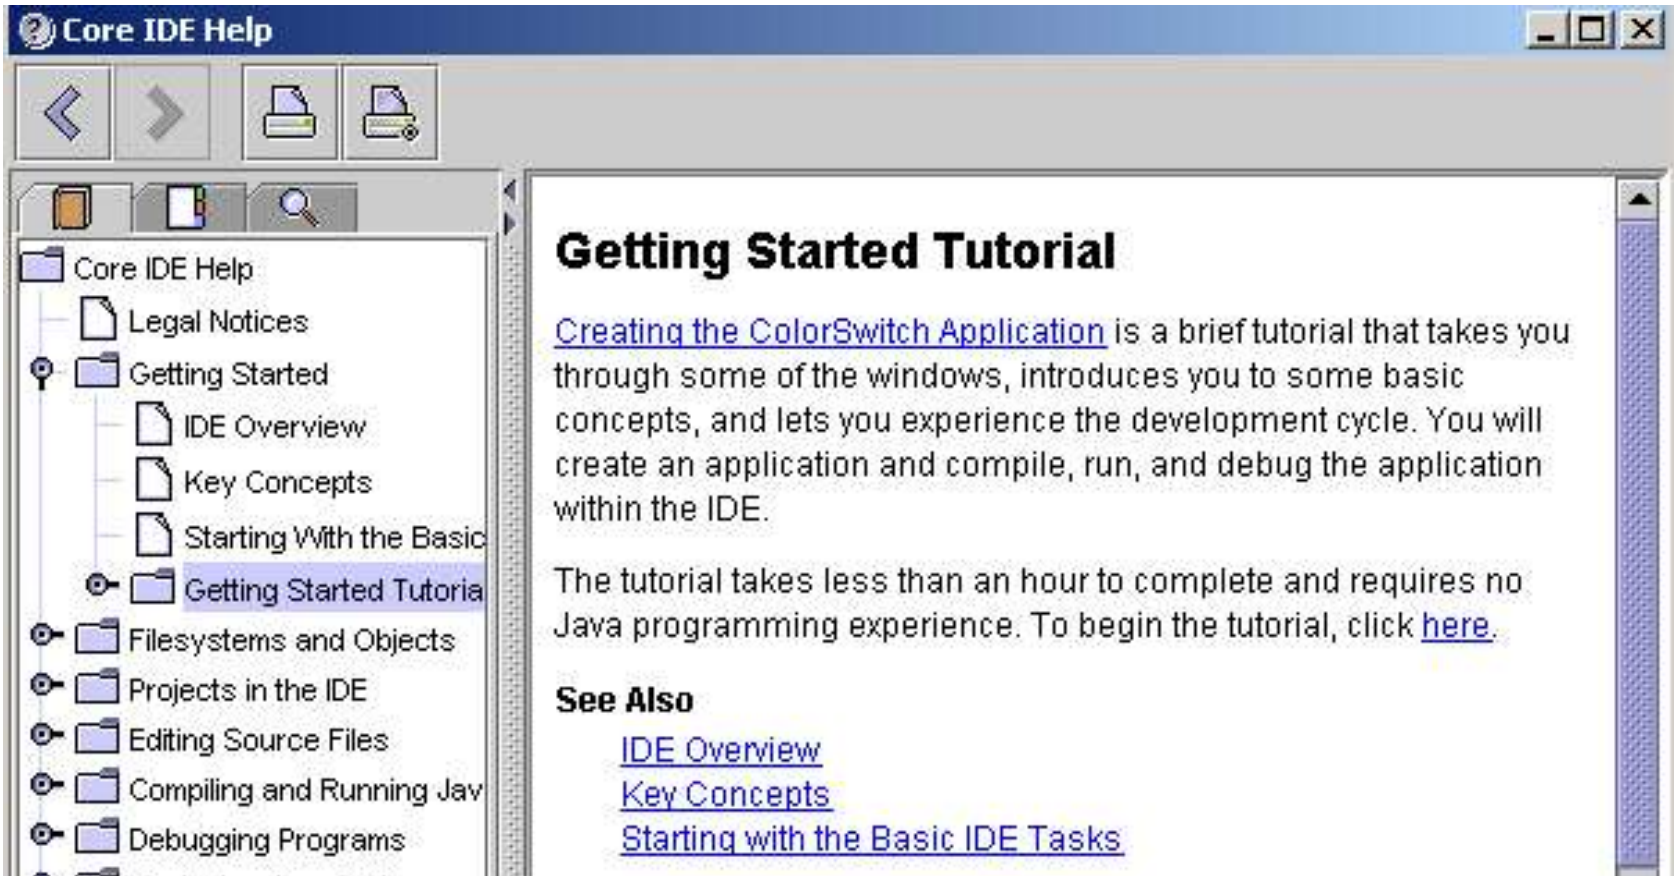 Core IDE Help
Core IDE Help
Legal Notices
Getting Started
IDE Overview
Key Concepts
Starting With the Basic
Getting Started Tutoria
Filesystems and Objects
Projects in the IDE
Editing Source Files
Compiling and Running Jav
Debugging Programs
Getting Started Tutorial
Creating the ColorSwitch Application is a brief tutorial that takes you
through some of the windows, introduces you to some basic
concepts, and lets you experience the development cycle. You will
create an application and compile, run, and debug the application
within the IDE.
The tutorial takes less than an hour to complete and requires no
Java programming experience. To begin the tutorial, click here.
See Also
IDE Overview
Key Concepts
Starting with the Basic IDE Tasks